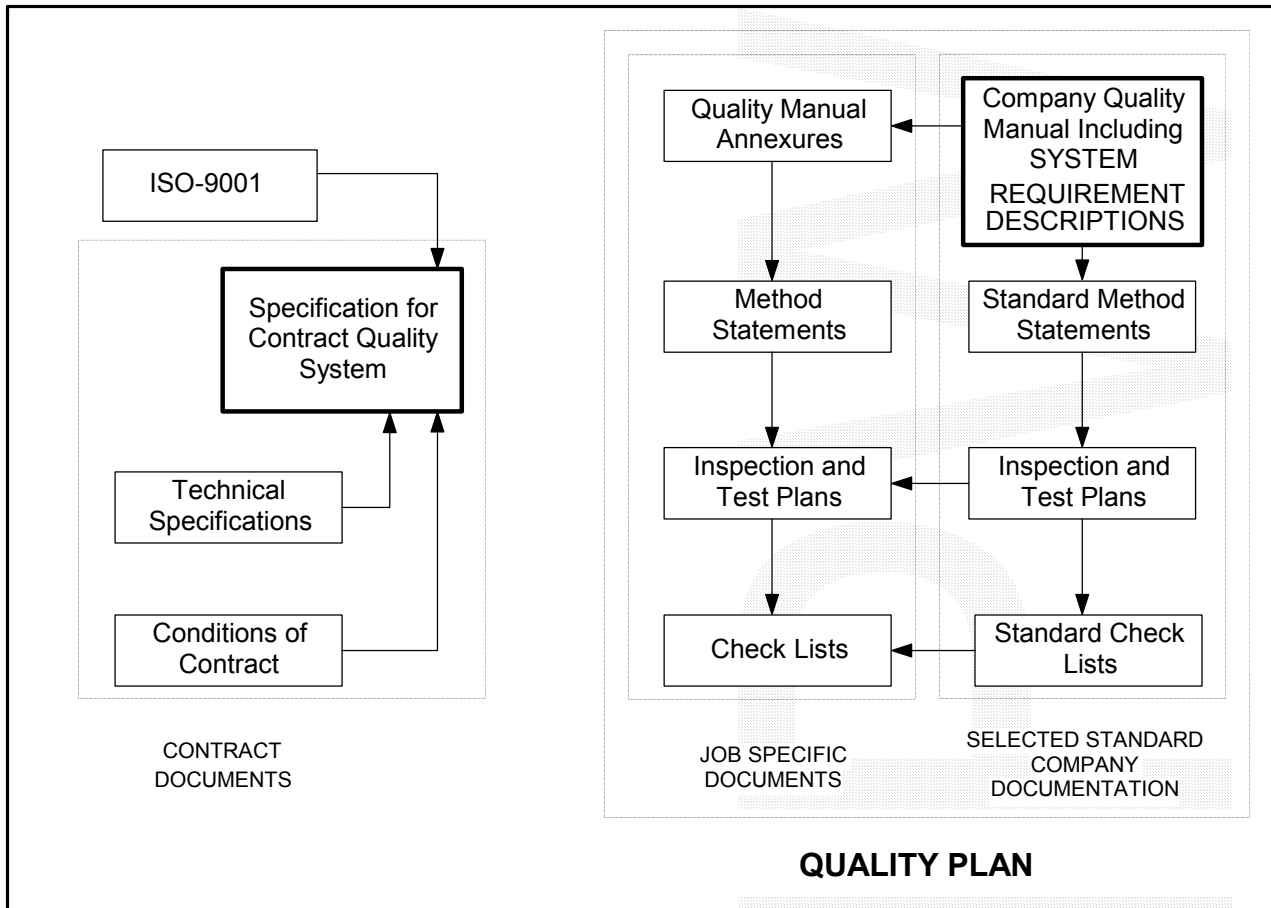 ISO-9001
Specification for
Contract Quality
System
Technical
Specifications
Conditions of
Contract
CONTRACT
DOCUMENTS
Quality Manual
Annexures
Method
Statements
Inspection and
Test Plans
Check Lists
JOB SPECIFIC
DOCUMENTS
Company Quality
Manual Including
SYSTEM
REQUIREMENT
DESCRIPTIONS
Standard Method
Statements
Inspection and
Test Plans
Standard Check
Lists
SELECTED STANDARD
COMPANY
DOCUMENTATION
QUALITY PLAN